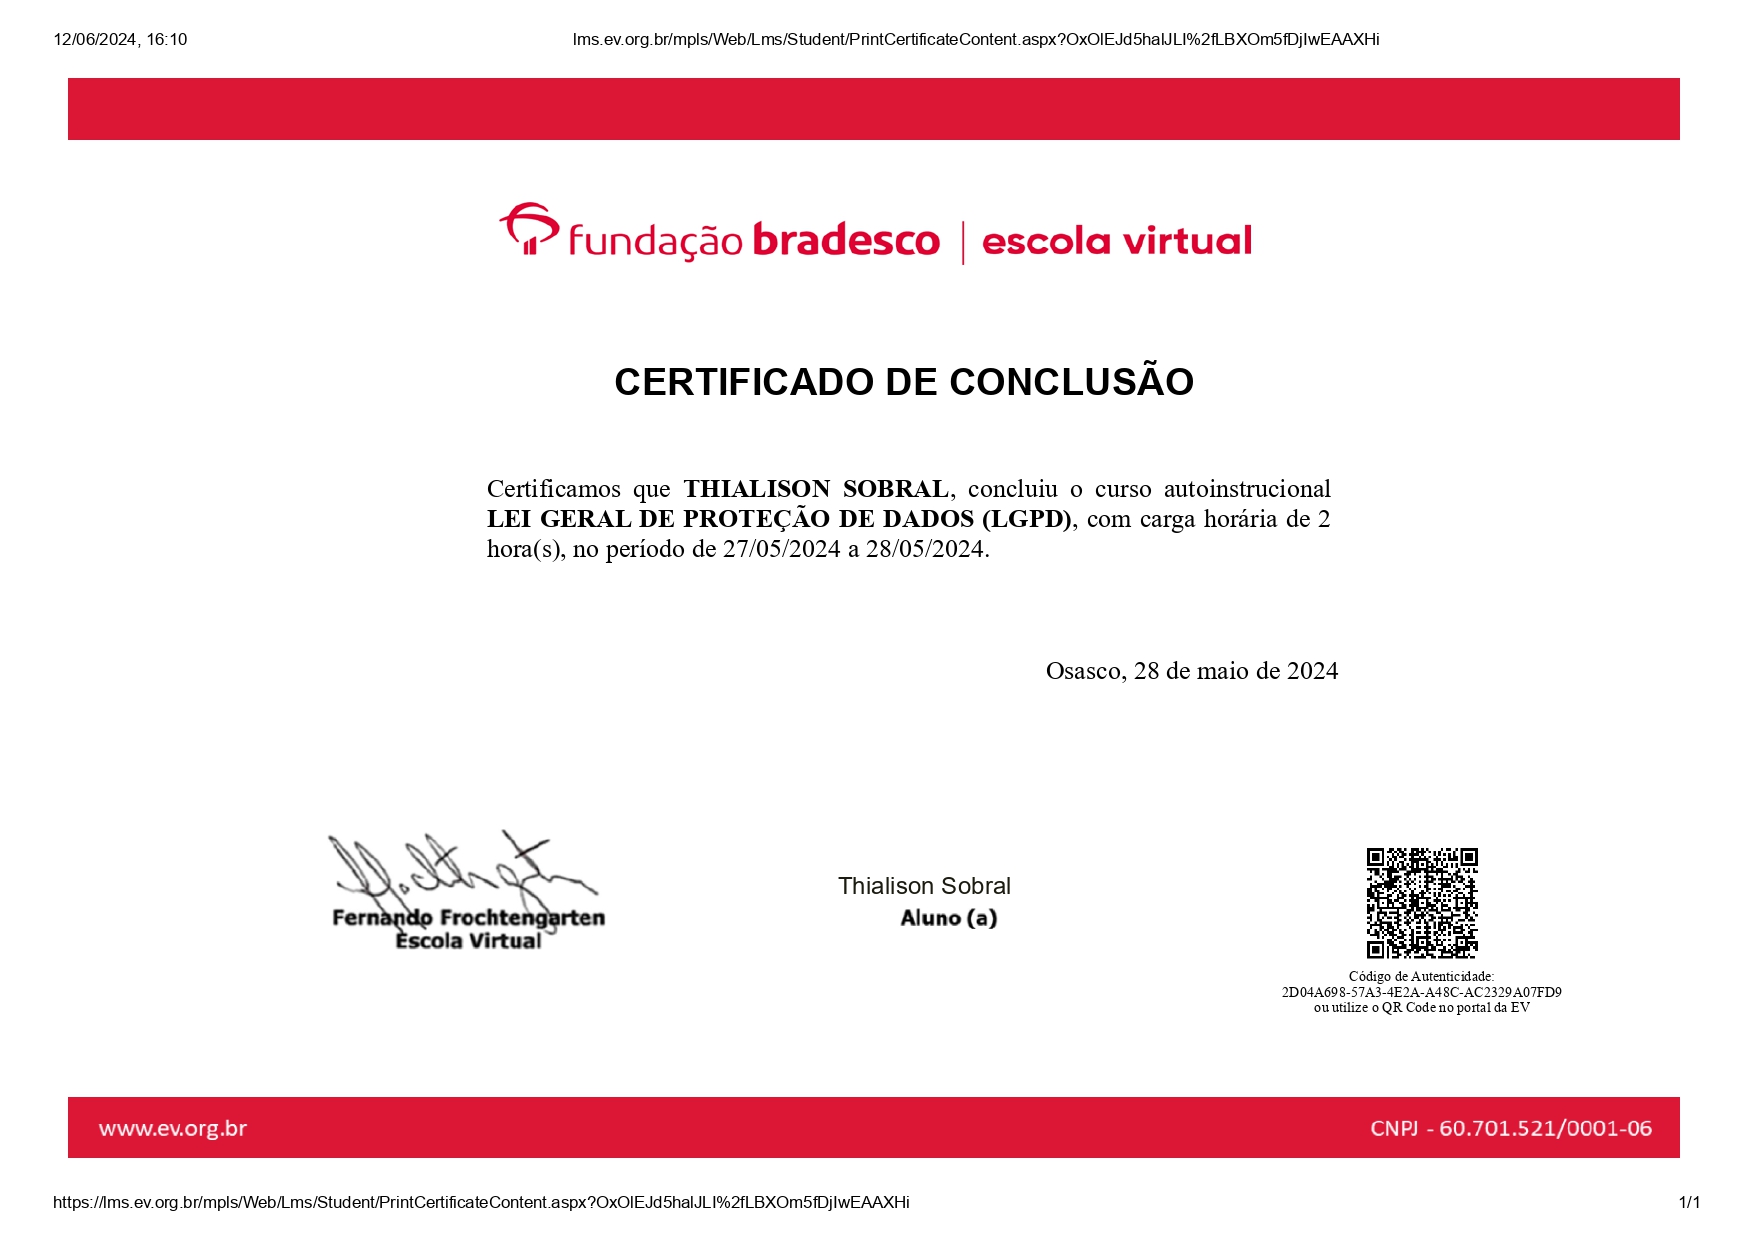 12/06/2024, 16:10
lms.ev.org.br/mpls/Web/Lms/Student/PrintCertificateContent.aspx?OxOlEJd5halJLI%2fLBXOm5fDjIwEAAXHi
fundação bradesco | escola virtual
CERTIFICADO DE CONCLUSÃO
Certificamos que THIALISON SOBRAL, concluiu o curso autoinstrucional
LEI GERAL DE PROTEÇÃO DE DADOS (LGPD), com carga horária de 2
hora(s), no período de 27/05/2024 a 28/05/2024.
Osasco, 28 de maio de 2024
Fernando Frochtengarten
Escola Virtual
Thialison Sobral
Aluno (a)
Código de Autenticidade:
2D04A698-57A3-4E2A-A48C-AC2329A07FD9
ou utilize o QR Code no portal da EV
www.ev.org.br
CNPJ - 60.701.521/0001-06
https://lms.ev.org.br/mpls/Web/Lms/Student/PrintCertificateContent.aspx?OxOlEJd5halJLI%2fLBXOm5fDjIwEAAXHi
1/1